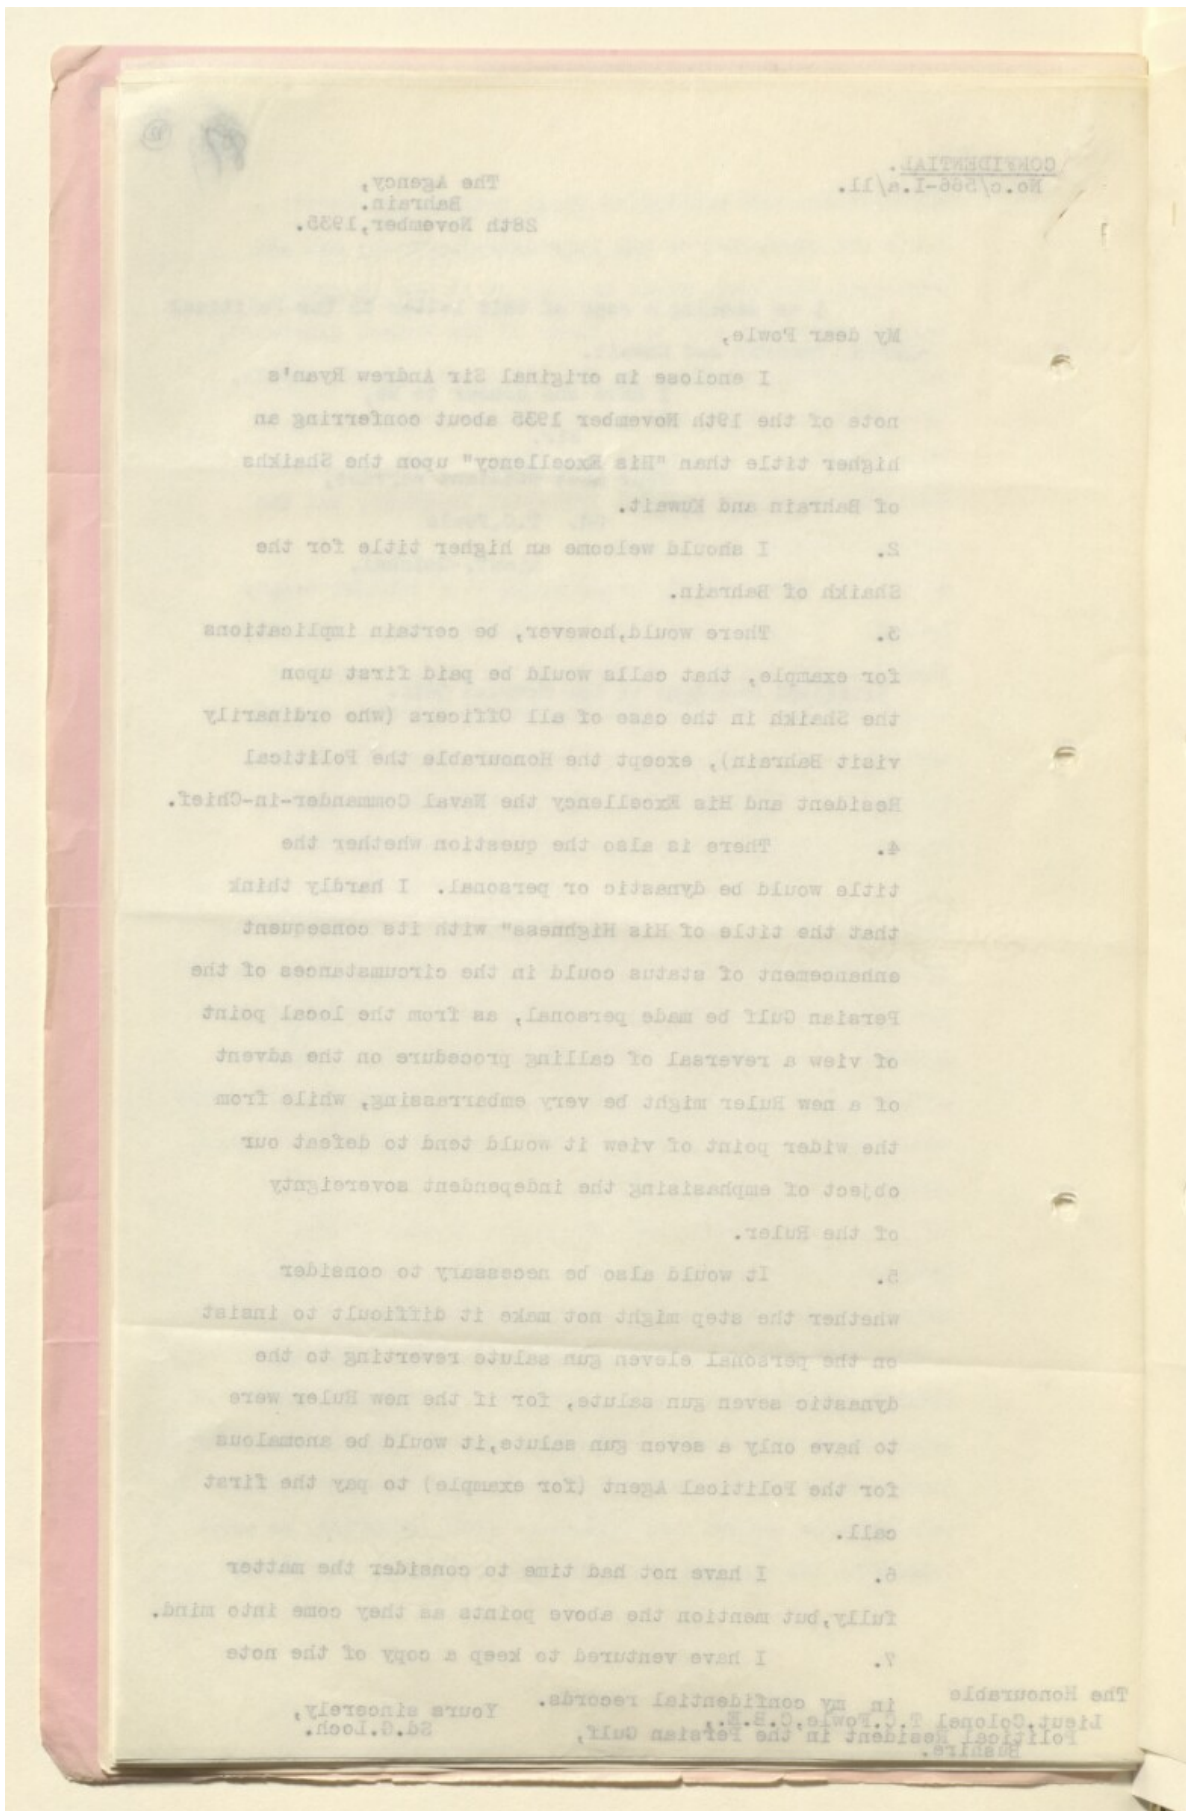 CONFIDENTIAL.
No.c/566-I.a/11.
The Agency,
Bahrain.
28th November,1935.
My dear Fowle,
I enclose in original Sir Andrew Ryan's
note of the 19th November 1935 about conferring an
higher title than "His Excellency" upon the Shaikhs
of Bahrain and Kuwait.
2. I should welcome an higher title for the
Shaikh of Bahrain.
3. There would,however, be certain implications
for example, that calls would be paid first upon
the Shaikh in the case of all Officers (who ordinarily
visit Bahrain), except the Honourable the Political
Resident and His Excellency the Naval Commander-in-Chief.
4. There is also the question whether the
title would be dynastic or personal. I hardly think
that the title of His Highness" with its consequent
enhancement of status could in the circumstances of the
Persian Gulf be made personal, as from the local point
of view a reversal of calling procedure on the advent
of a new Ruler might be very embarrassing, while from
the wider point of view it would tend to defeat our
object of emphasising the independent sovereignty
of the Ruler.
5. It would also be necessary to consider
whether the step might not make it difficult to insist
on the personal eleven gun salute reverting to the
dynastic seven gun salute, for if the new Ruler were
to have only a seven gun salute,it would be anomalous
for the Political Agent (for example) to pay the first
call.
6. I have not had time to consider the matter
fully,but mention the above points as they come into mind.
7. I have ventured to keep a copy of the note
in my confidential records.
Yours sincerely,
Sd.G.Loch.
The Honourable
Lieut.Colonel T.C.Fowle,C.B.E.,
Political Resident in the Persian Gulf,
Bushire.